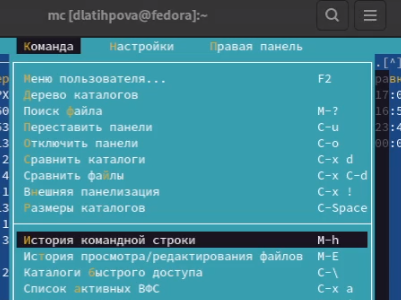 mc [dlatihpova@fedora]:~
Команда Настройки Правая панель
Меню пользователя... F2
Дерево каталогов
Поиск файла M-?
Переставить панели C-u
Отключить панели C-o
Сравнить каталоги C-x d
Сравнить файлы C-x C-d
Внешняя панелизация C-x !
Размеры каталогов C-Space
История командной строки M-h
История просмотра/редактирования файлов M-E
Каталоги быстрого доступа C-\
Список активных ВФС C-x a